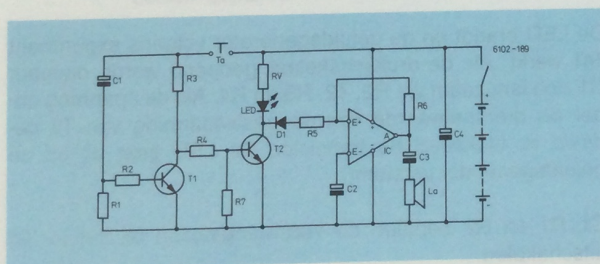 6102-189
Ta
C1
R3
RV
LED
R6
D1
R5
E+
+
A
C4
R4
T2
E-
-
IC
C3
R2
T1
R7
C2
La
R1
+
-